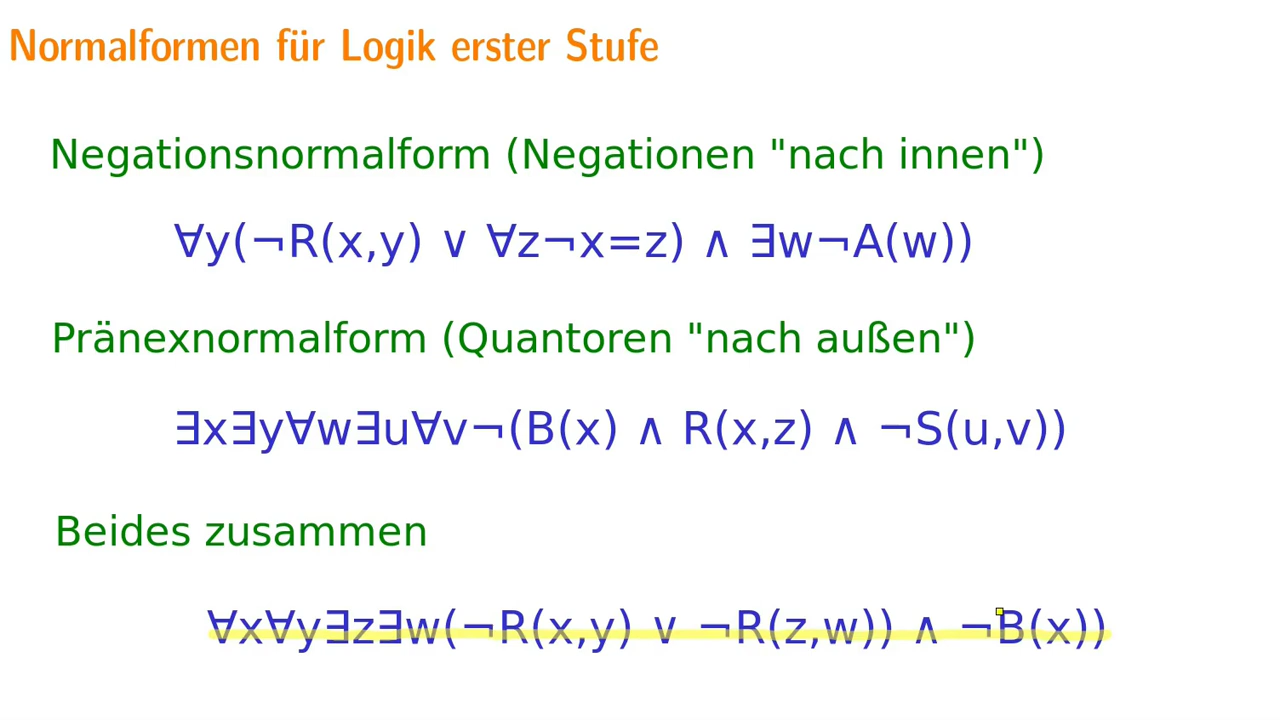 Normalformen für Logik erster Stufe
Negationsnormalform (Negationen "nach innen")
∀y(¬R(x,y) ∨ ∀z¬x=z) ∧ ∃w¬A(w))
Pränexnormalform (Quantoren "nach außen")
∃x∃y∀w∃u∀v¬(B(x) ∧ R(x,z) ∧ ¬S(u,v))
Beides zusammen
∀x∀y∃z∃w(¬R(x,y) ∨ ¬R(z,w)) ∧ ¬B(x))